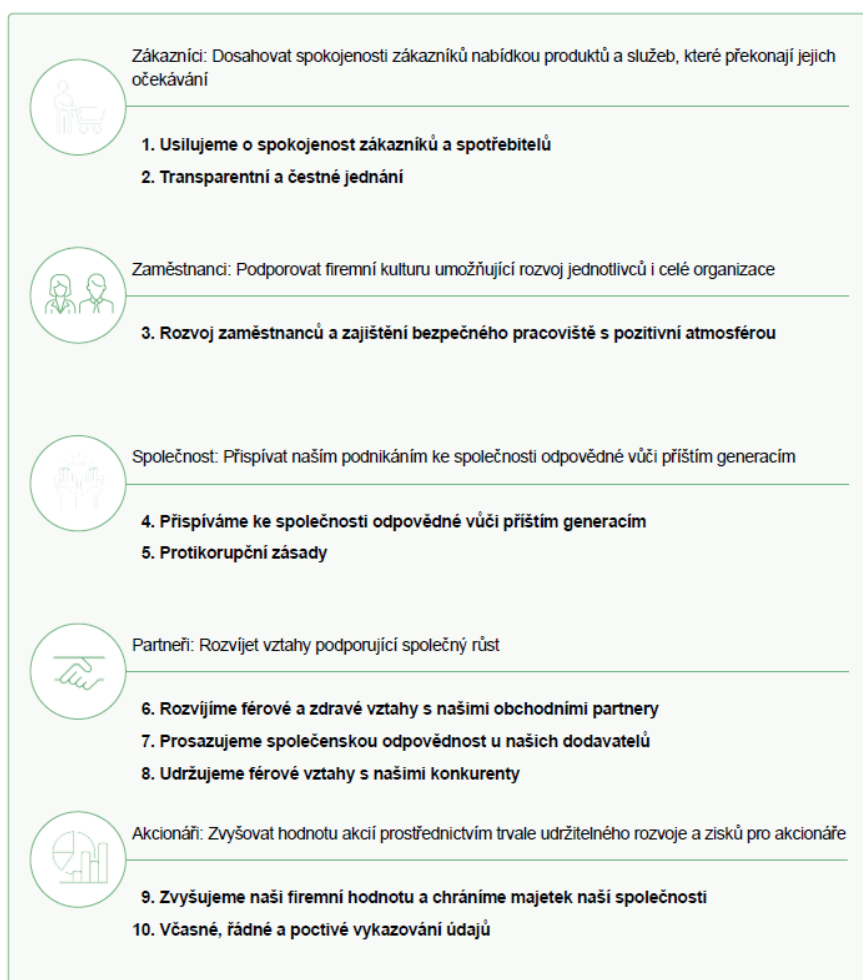 Zákazníci: Dosahovat spokojenosti zákazníků nabídkou produktů a služeb, které překonají jejich
očekávání
1. Usilujeme o spokojenost zákazníků a spotřebitelů
2. Transparentní a čestné jednání
Zaměstnanci: Podporovat firemní kulturu umožňující rozvoj jednotlivců i celé organizace
3. Rozvoj zaměstnanců a zajištění bezpečného pracoviště s pozitivní atmosférou
Společnost: Přispívat naším podnikáním ke společnosti odpovědné vůči příštím generacím
4. Přispíváme ke společnosti odpovědné vůči příštím generacím
5. Protikorupční zásady
Partneři: Rozvíjet vztahy podporující společný růst
6. Rozvíjíme férové a zdravé vztahy s našimi obchodními partnery
7. Prosazujeme společenskou odpovědnost u našich dodavatelů
8. Udržujeme férové vztahy s našimi konkurenty
Akcionáři: Zvyšovat hodnotu akcií prostřednictvím trvale udržitelného rozvoje a zisků pro akcionáře
9. Zvyšujeme naši firemní hodnotu a chráníme majetek naší společnosti
10. Včasné, řádné a poctivé vykazování údajů